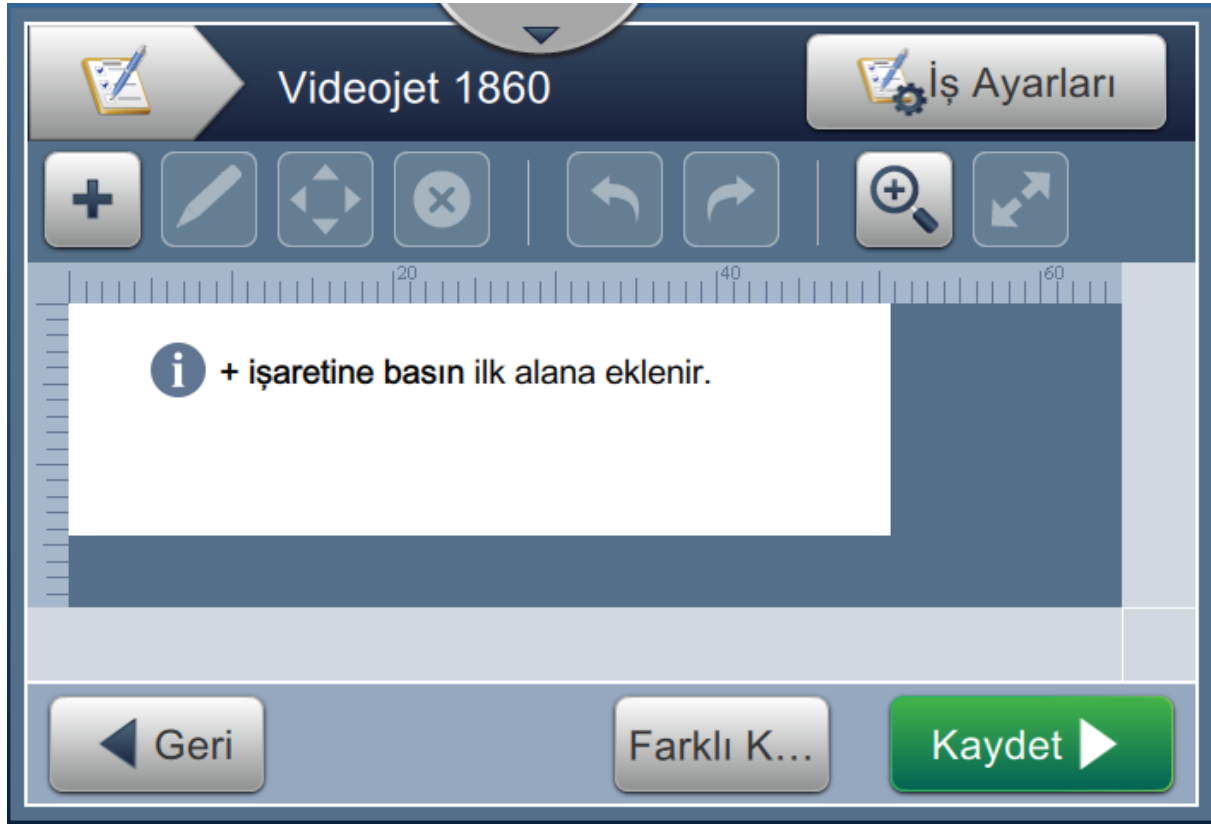 Videojet 1860
İş Ayarları
20 40 60
+ işaretine basın ilk alana eklenir.
Geri
Farklı K...
Kaydet